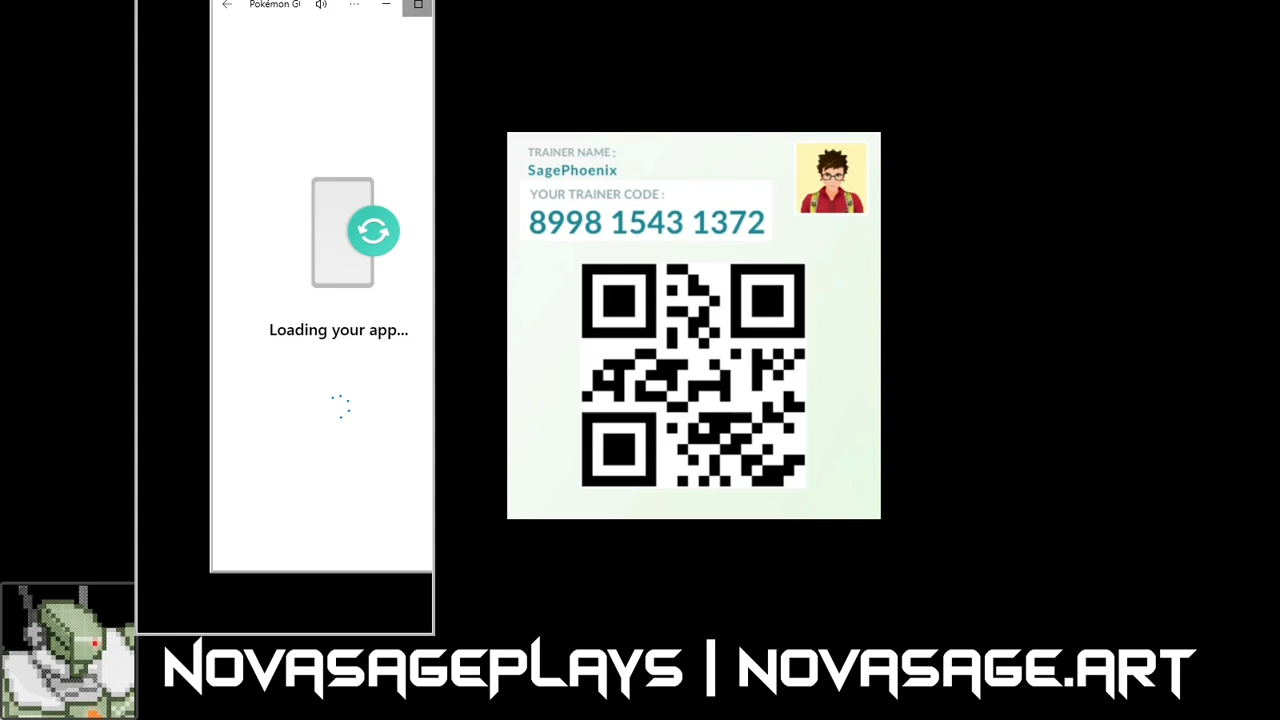 Pokémon G
Loading your app...
TRAINER NAME :
SagePhoenix
YOUR TRAINER CODE :
8998 1543 1372
NOVASAGEPLAYS | NOVASAGE.ART